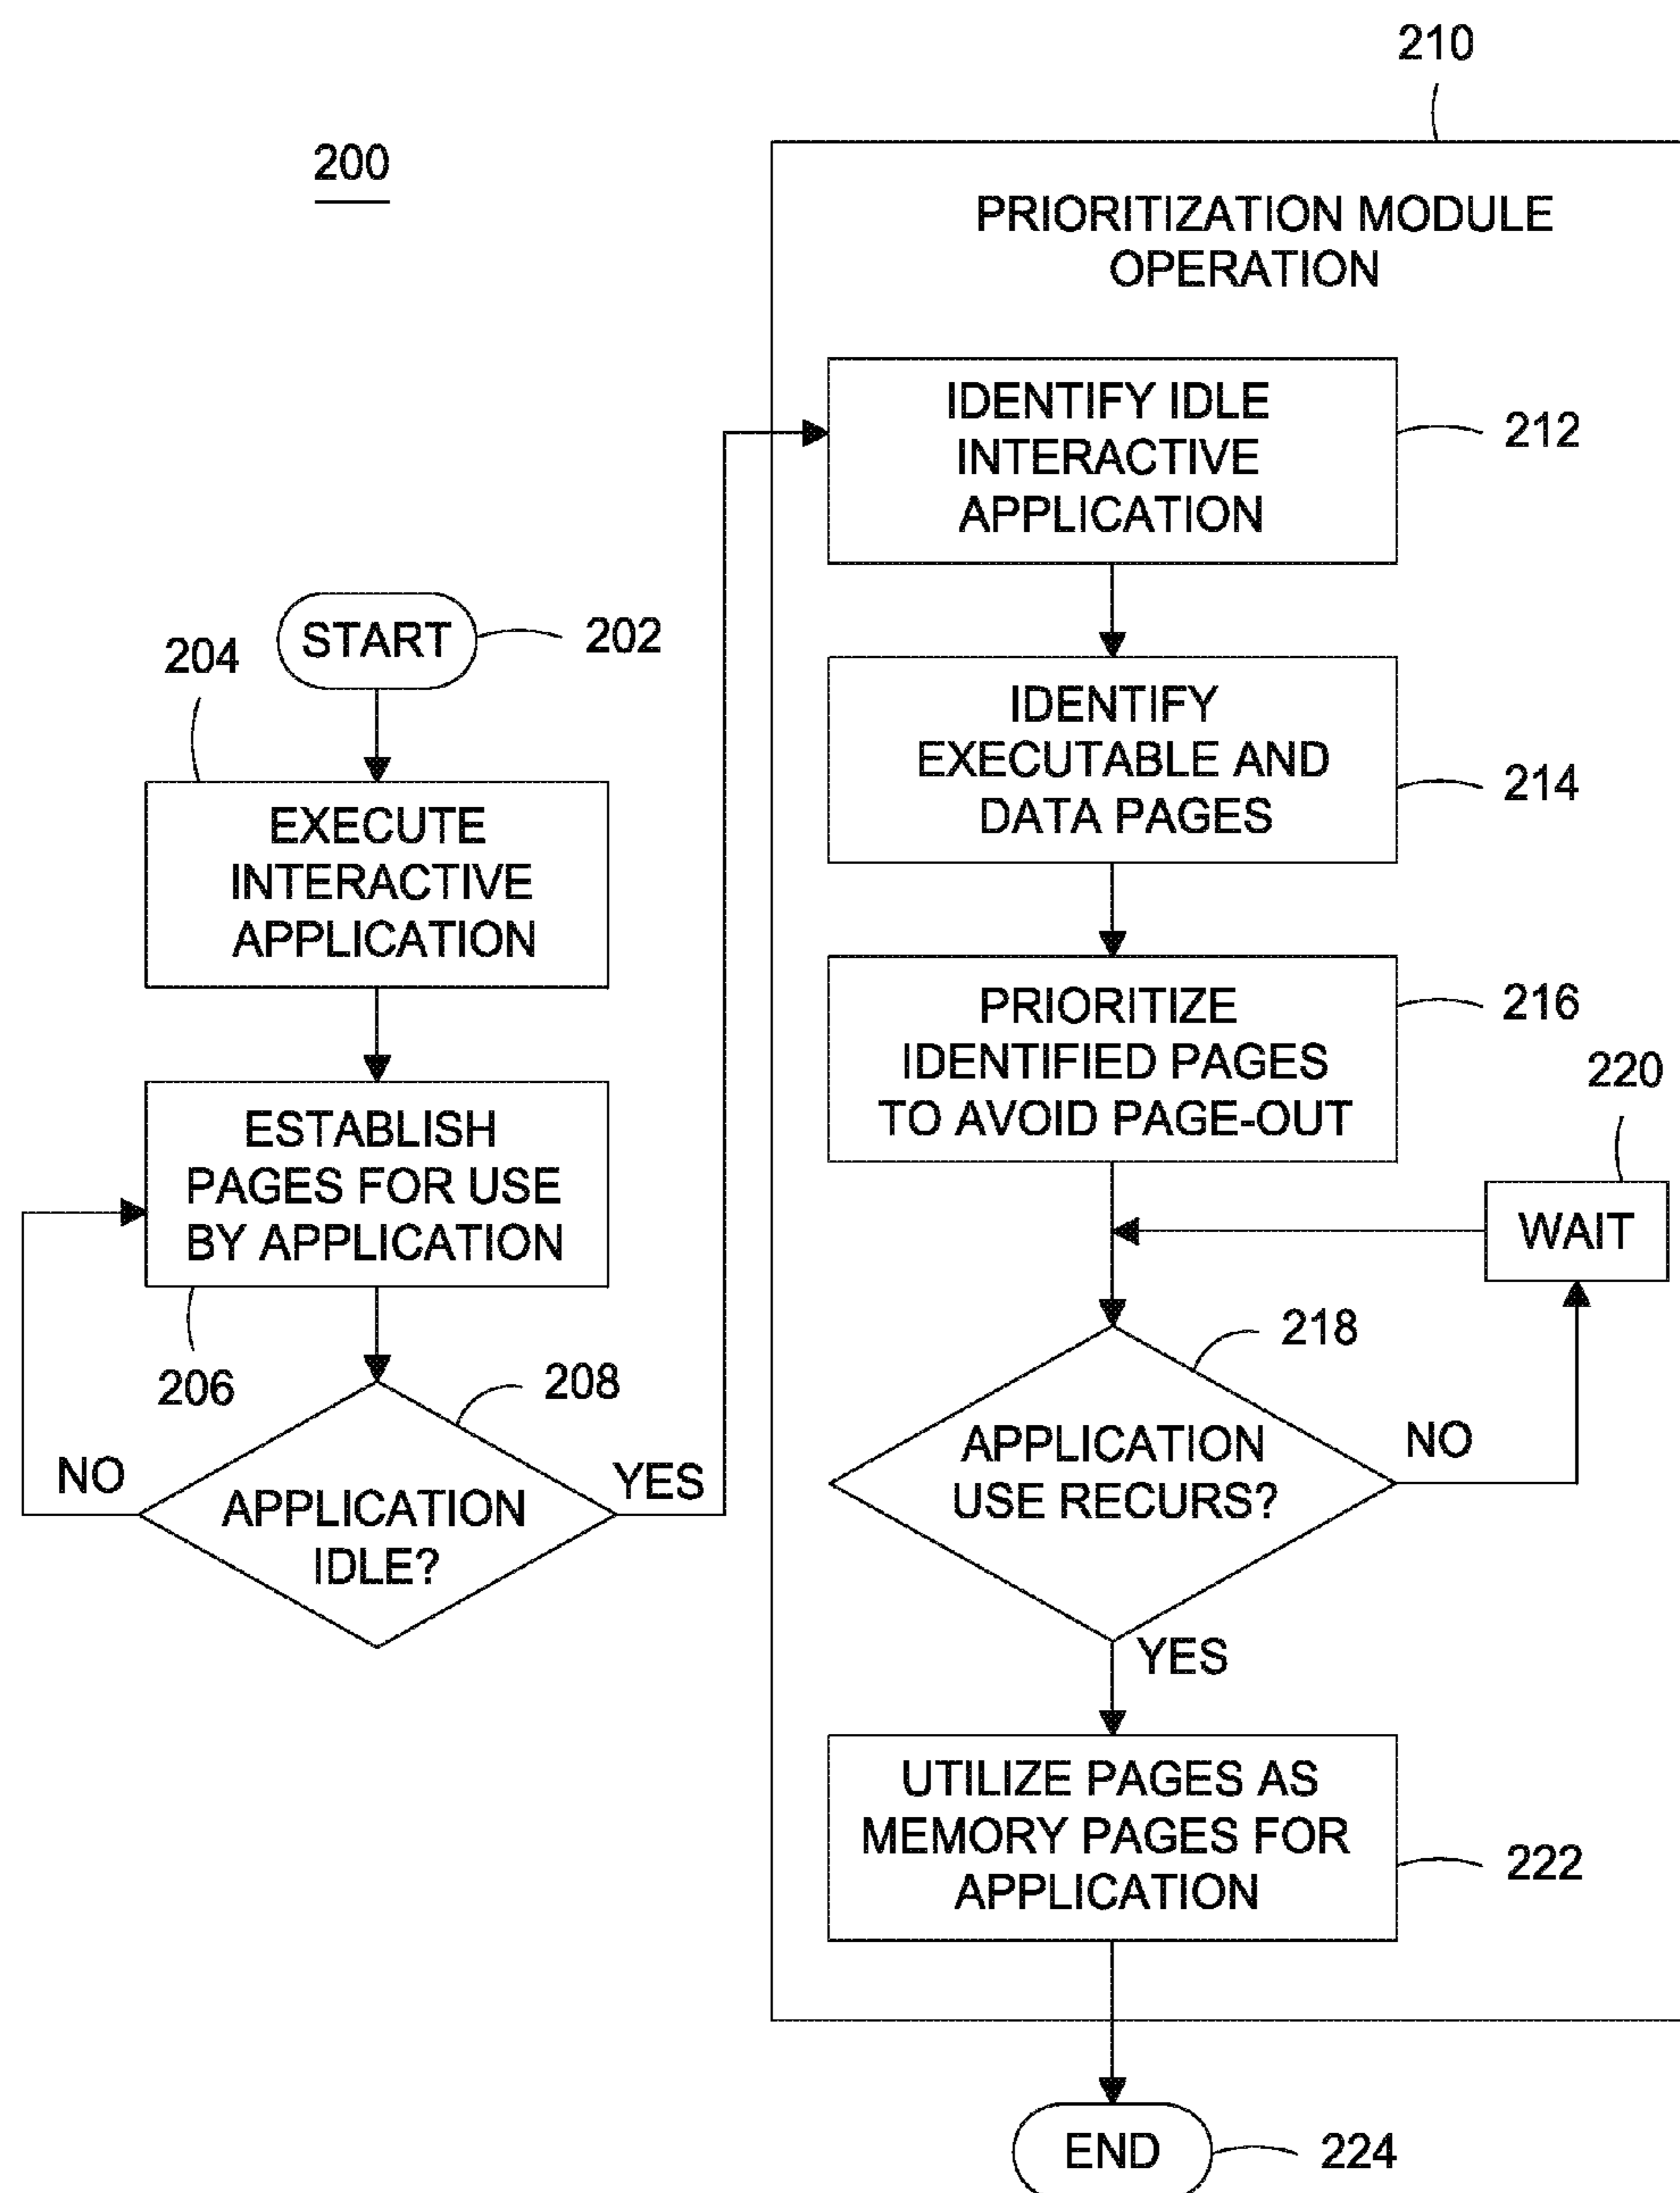 200
210
PRIORITIZATION MODULE
OPERATION
START
202
204
EXECUTE
INTERACTIVE
APPLICATION
ESTABLISH
PAGES FOR USE
BY APPLICATION
206
208
APPLICATION
IDLE?
NO
YES
IDENTIFY IDLE
INTERACTIVE
APPLICATION
212
IDENTIFY
EXECUTABLE AND
DATA PAGES
214
PRIORITIZE
IDENTIFIED PAGES
TO AVOID PAGE-OUT
216
220
WAIT
218
APPLICATION
USE RECURS?
NO
YES
UTILIZE PAGES AS
MEMORY PAGES FOR
APPLICATION
222
END
224